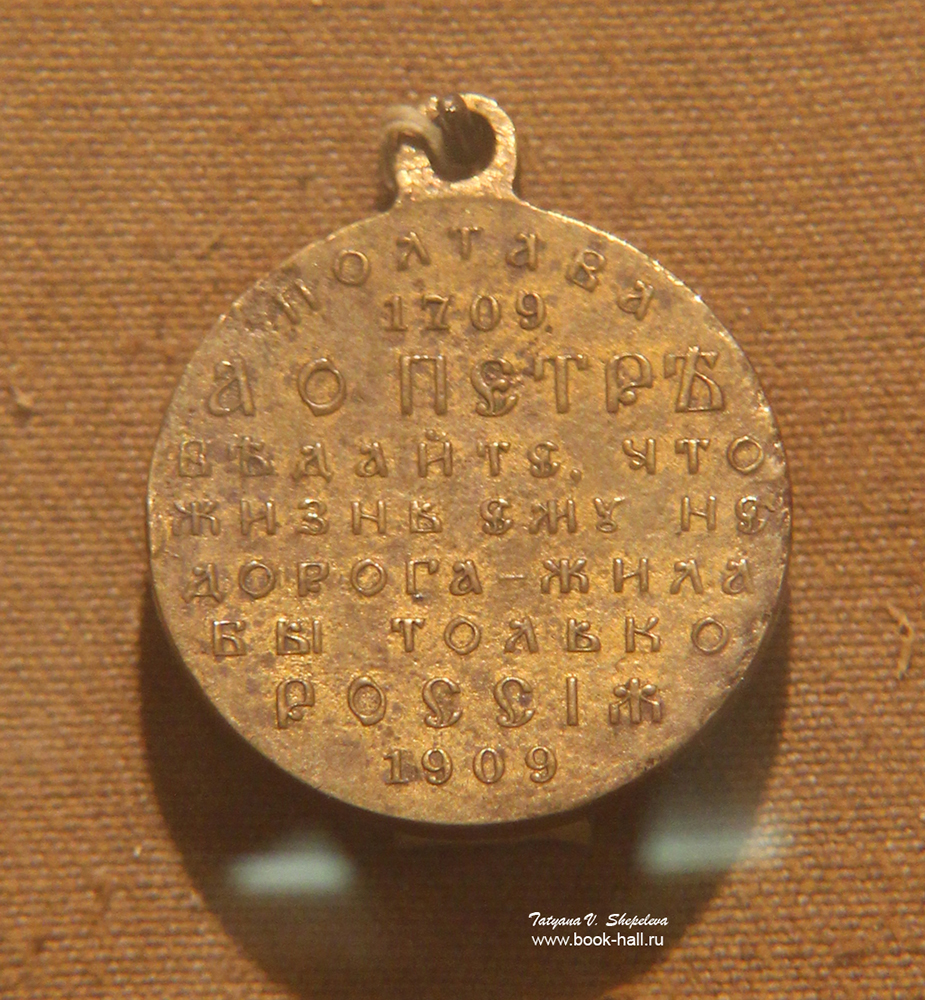 ПОЛТАВА
1709.
А О ПЕТРѢ
ВѢДАЙТЕ, ЧТО
ЖИЗНЬ ЕМУ НЕ
ДОРОГА – ЖИЛА
БЫ ТОЛЬКО
РОССIѦ
1909
Tatyana V. Shepeleva
www.book-hall.ru